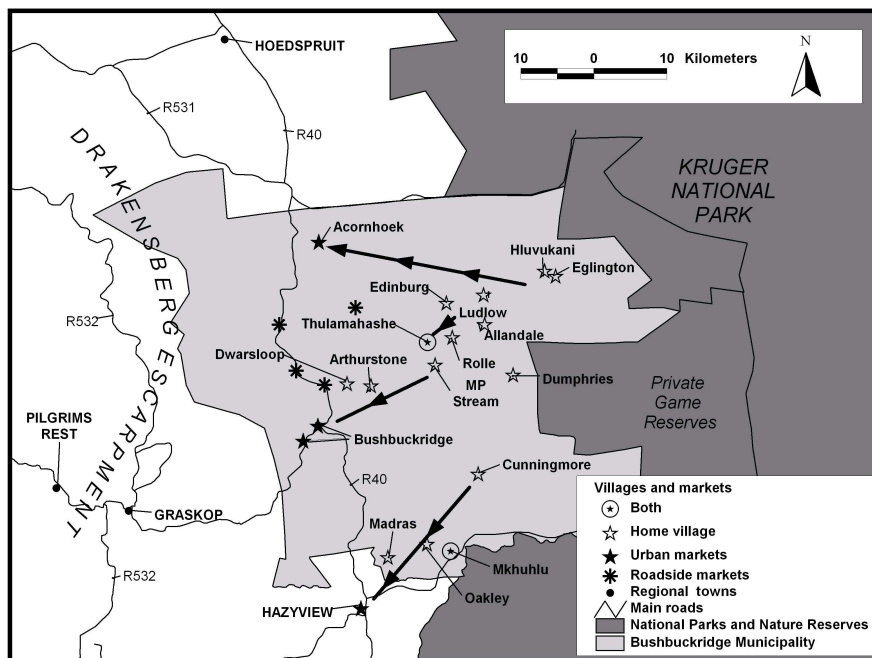 HOEDSPRUIT
10 0 10 Kilometers
N
R531
R40
DRAKENSBERG ESCARPMENT
KRUGER
NATIONAL
PARK
Acornhoek
Hluvukani
Eglington
Edinburg
R532
Ludlow
Thulamahashe
Allandale
Dwarsloop
Arthurstone
Rolle
MP
Stream
Dumphries
Private
Game
Reserves
PILGRIMS
REST
Bushbuckridge
Cunningmore
R40
GRASKOP
Madras
Mkhuhlu
R532
Oakley
HAZYVIEW
Villages and markets
Both
Home village
Urban markets
Roadside markets
Regional towns
Main roads
National Parks and Nature Reserves
Bushbuckridge Municipality